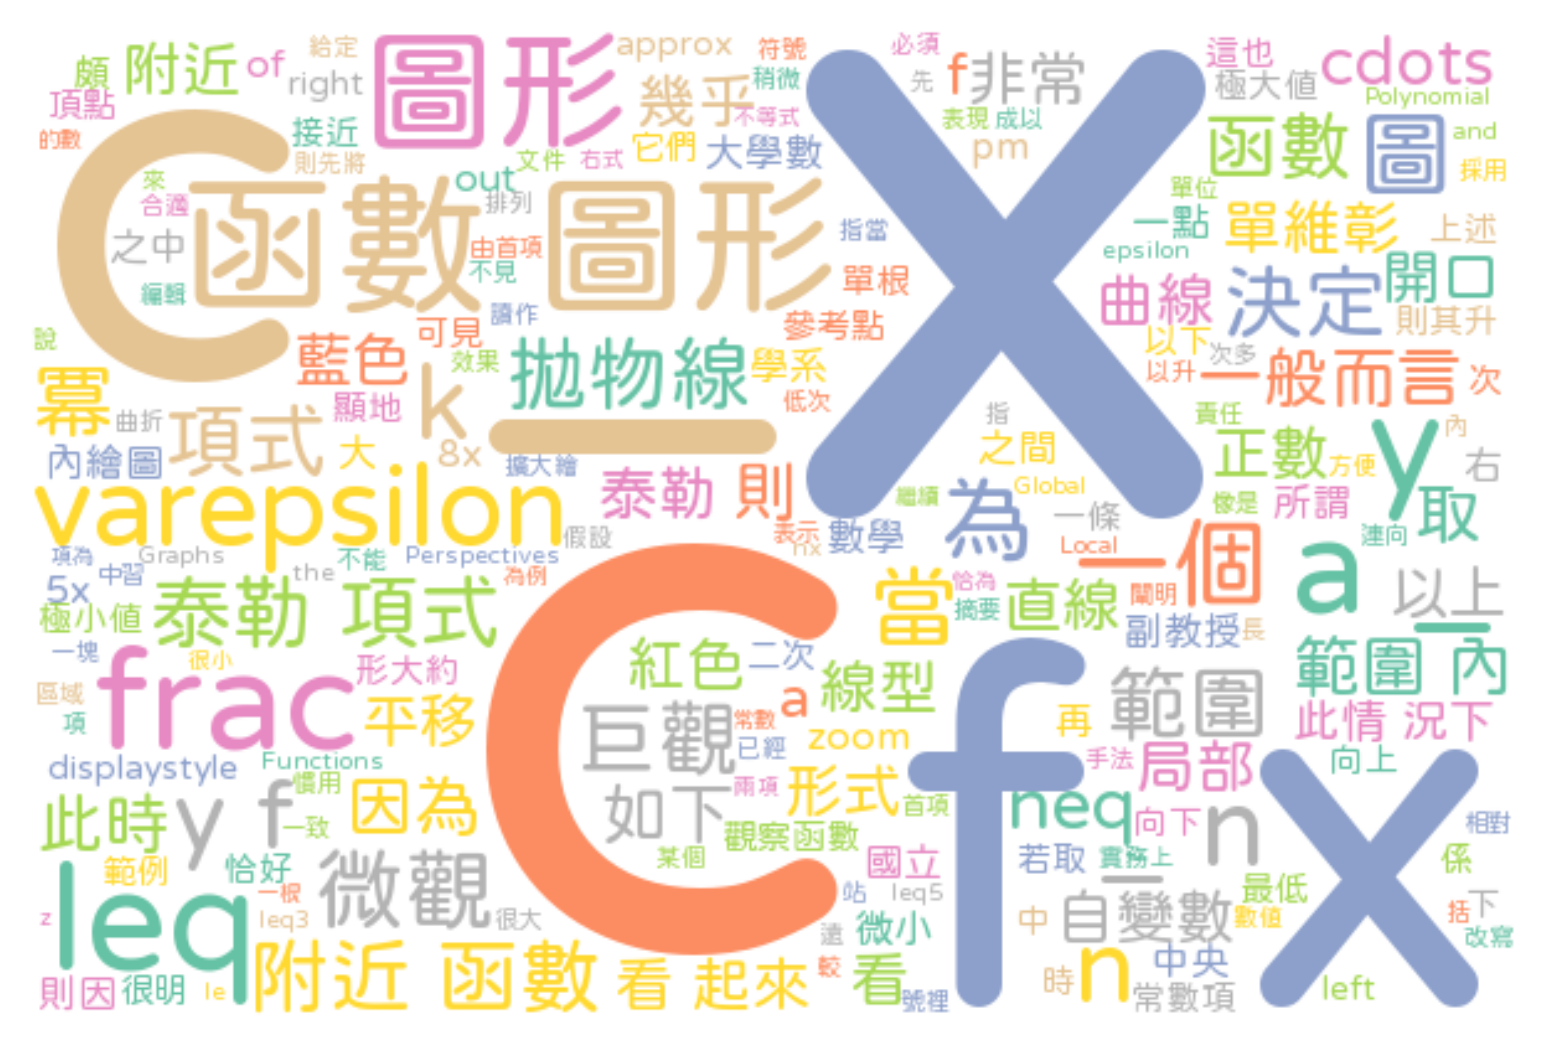 頗 附近 of 給定 right 圖形 approx 符號 稍微 幾乎 不等式 必須 先 f 非常 這也 極大值 cdots Polynomial
頂點 的數 接近 則先將 文件 右式 它們 大學數 X 表現 成以 pm 函數 圖 and 採用
C 來 合適 之中 編輯 函數圖形 out 排列 由首項 不見 指當 單根 單位 一點 epsilon 單維彰 上述
說 讀作 可見 參考點 曲線 決定 開口 則其升
冪 曲折 藍色 顯地 k 效果 拋物線 學系 低次 以下 次多 以升 一般而言 次
內繪圖 項式 大 8x _ 擴大繪 指 之間 責任 正數 方便 y 內 右
varepsilon 泰勒 則 繼續 為 Global 一條 像是 所謂 取
項為 Graphs 不能 Perspectives 假設 表示 nx 數學 Local 一個 連向
5x 中習 the 為例 恰為 a 以上
極小值 泰勒 項式 C 當 摘要 直線 闡明 副教授 長 _
一塊 很小 形大約 紅色 二次 範圍 內
區域 項 frac 平移 巨觀 常數 a 線型 f 再 範圍 此情 況下
displaystyle Functions 慣用 已經 zoom 手法 局部 向上
此時 y f 一致 因為 如下 兩項 形式 首項 neq 向下 n x 相對
範例 恰好 微觀 某個 觀察函數 國立 若取 實務上 係
leq 一根 leq3 很大 站 leq5 _ 自變數 最低 數值 括 下
z 遠 微小 中 改寫
則因 很明 le 附近 函數 看 起來 較 看 號裡 時 n 中央 常數項 left